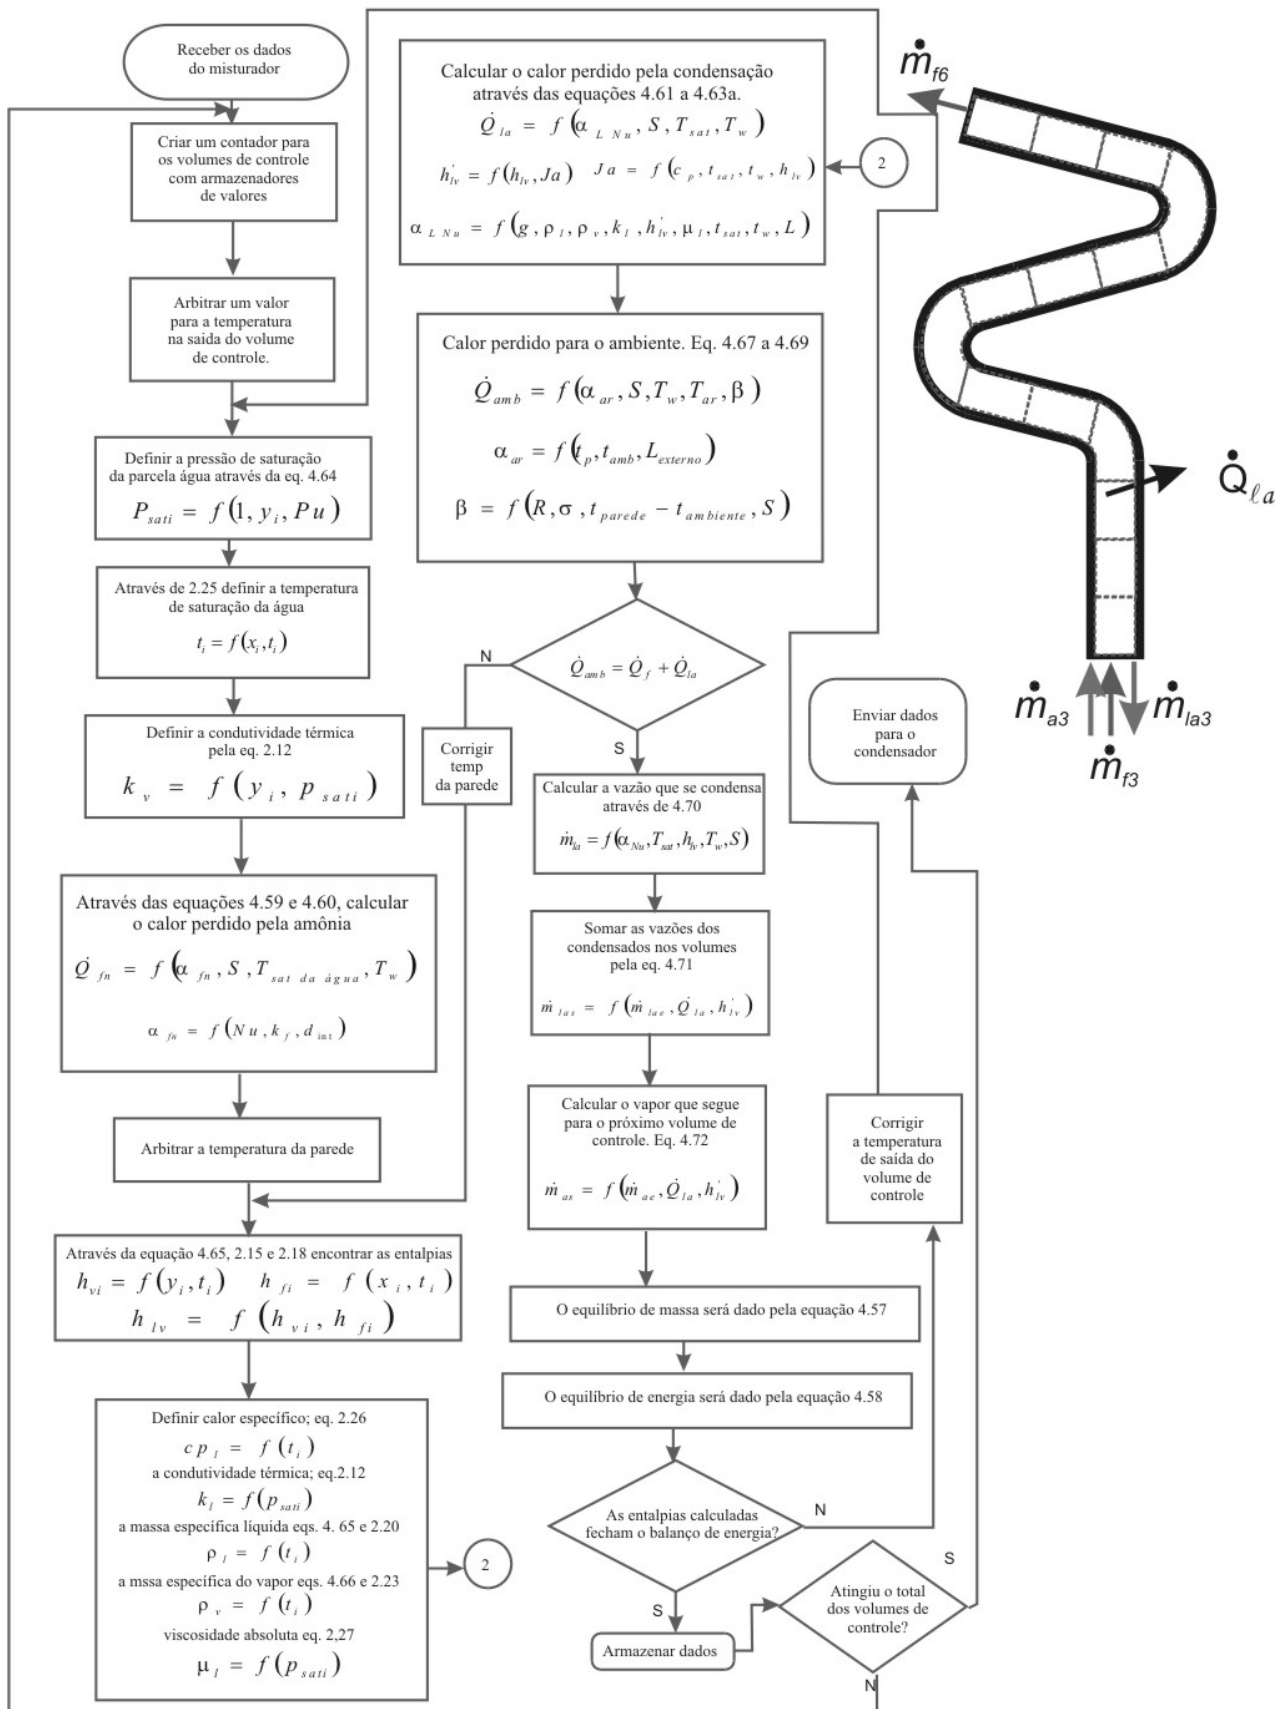 Receber os dados
do misturador
Criar um contador para
os volumes de controle
com armazenadores
de valores
Arbitrar um valor
para a temperatura
na saída do volume
de controle.
Definir a pressão de saturação
da parcela água através da eq. 4.64
P_sati = f(1, y_i, Pu)
Através de 2.25 definir a temperatura
de saturação da água
t_i = f(x_i, t_i)
Definir a condutividade térmica
pela eq. 2.12
k_v = f(y_i, p_sati)
Através das equações 4.59 e 4.60, calcular
o calor perdido pela amônia
Q̇_fn = f(α_fn, S, T_sat da água, T_w)
α_fn = f(Nu, k_f, d_int)
Arbitrar a temperatura da parede
Através da equação 4.65, 2.15 e 2.18 encontrar as entalpias
h_vi = f(y_i, t_i) h_fi = f(x_i, t_i)
h_lv = f(h_vi, h_fi)
Definir calor específico; eq. 2.26
cp_l = f(t_i)
a condutividade térmica; eq.2.12
k_l = f(p_sati)
a massa específica líquida eqs. 4. 65 e 2.20
ρ_l = f(t_i)
a mssa específica do vapor eqs. 4.66 e 2.23
ρ_v = f(t_i)
viscosidade absoluta eq. 2,27
μ_l = f(p_sati)
2
Calcular o calor perdido pela condensação
através das equações 4.61 a 4.63a.
Q̇_la = f(α_L Nu, S, T_sat, T_w)
h'_lv = f(h_lv, Ja) Ja = f(c_p, t_sat, t_w, h_lv)
α_L Nu = f(g, ρ_l, ρ_v, k_l, h'_lv, μ_l, t_sat, t_w, L)
2
Calor perdido para o ambiente. Eq. 4.67 a 4.69
Q̇_amb = f(α_ar, S, T_w, T_ar, β)
α_ar = f(t_p, t_amb, L_externo)
β = f(R, σ, t_parede − t_ambiente, S)
N
Q̇_amb = Q̇_f + Q̇_la
S
Corrigir
temp
da parede
Calcular a vazão que se condensa
através de 4.70
ṁ_la = f(α_Nu, T_sat, h_lv, T_w, S)
Somar as vazões dos
condensados nos volumes
pela eq. 4.71
ṁ_las = f(ṁ_lae, Q̇_la, h'_lv)
Calcular o vapor que segue
para o próximo volume de
controle. Eq. 4.72
ṁ_as = f(ṁ_ae, Q̇_la, h'_lv)
O equilíbrio de massa será dado pela equação 4.57
O equilíbrio de energia será dado pela equação 4.58
As entalpias calculadas
fecham o balanço de energia?
N
S
Armazenar dados
Atingiu o total
dos volumes de
controle?
S
N
Corrigir
a temperatura
de saída do
volume de
controle
Enviar dados
para o
condensador
ṁ_f6
Q̇_ℓa
ṁ_a3
ṁ_la3
ṁ_f3